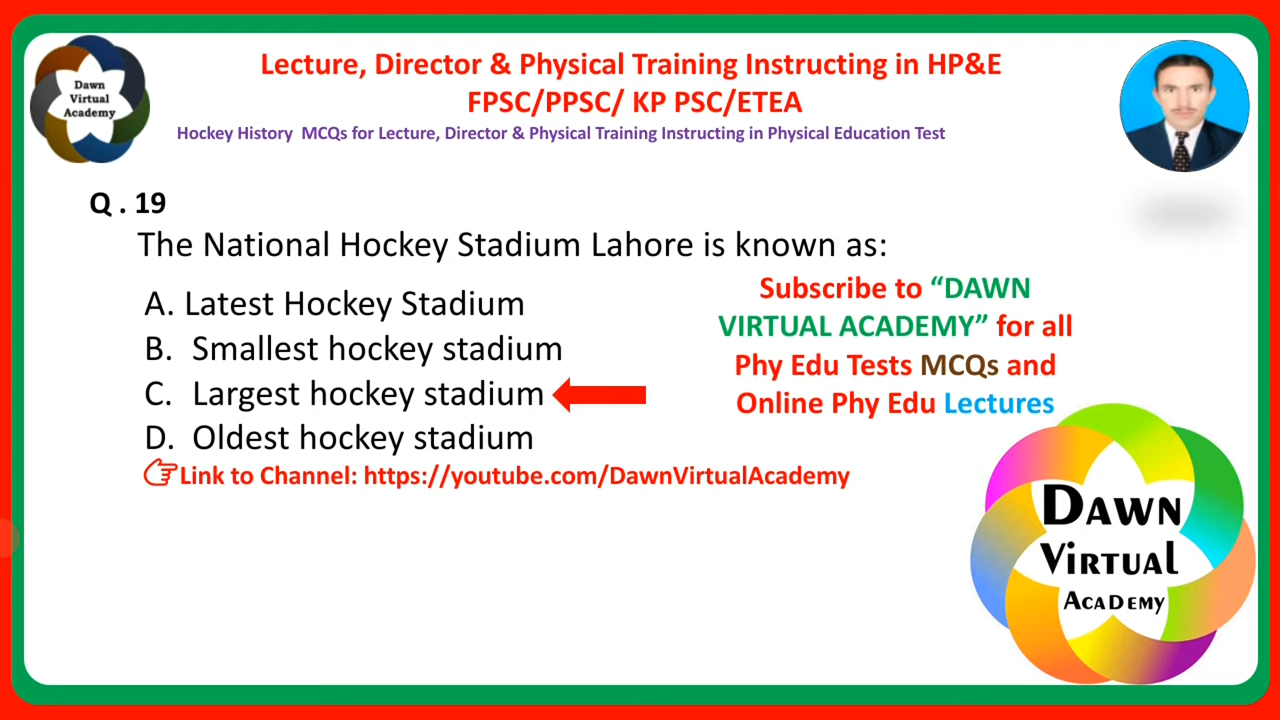 Dawn
Virtual
Academy
Lecture, Director & Physical Training Instructing in HP&E
FPSC/PPSC/ KP PSC/ETEA
Hockey History  MCQs for Lecture, Director & Physical Training Instructing in Physical Education Test
Q . 19
The National Hockey Stadium Lahore is known as:
A. Latest Hockey Stadium
B.  Smallest hockey stadium
C.  Largest hockey stadium
D.  Oldest hockey stadium
Subscribe to “DAWN
VIRTUAL ACADEMY” for all
Phy Edu Tests MCQs and
Online Phy Edu Lectures
Link to Channel: https://youtube.com/DawnVirtualAcademy
DAWN
VIRTUAL
ACADEMY